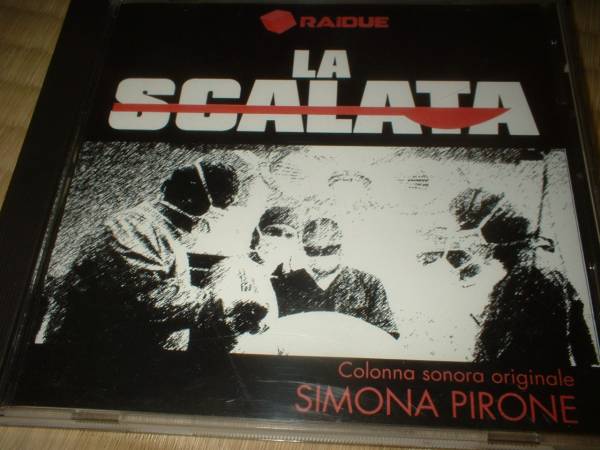 RAIDUE
LA
SCALATA
Colonna sonora originale
SIMONA PIRONE